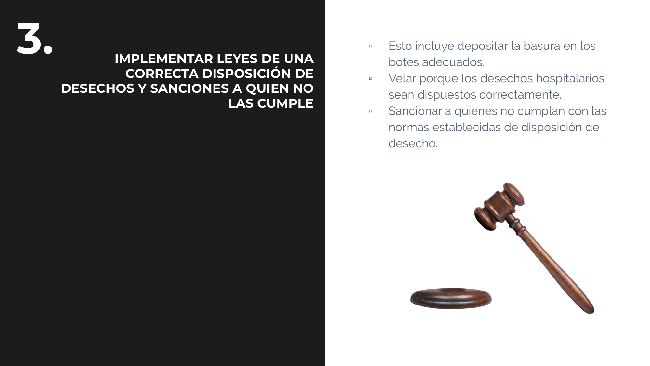 3.
IMPLEMENTAR LEYES DE UNA
CORRECTA DISPOSICIÓN DE
DESECHOS Y SANCIONES A QUIEN NO
LAS CUMPLE
▫ Esto incluye depositar la basura en los
botes adecuados.
▫ Velar porque los desechos hospitalarios
sean dispuestos correctamente.
▫ Sancionar a quienes no cumplan con las
normas establecidas de disposición de
desecho.